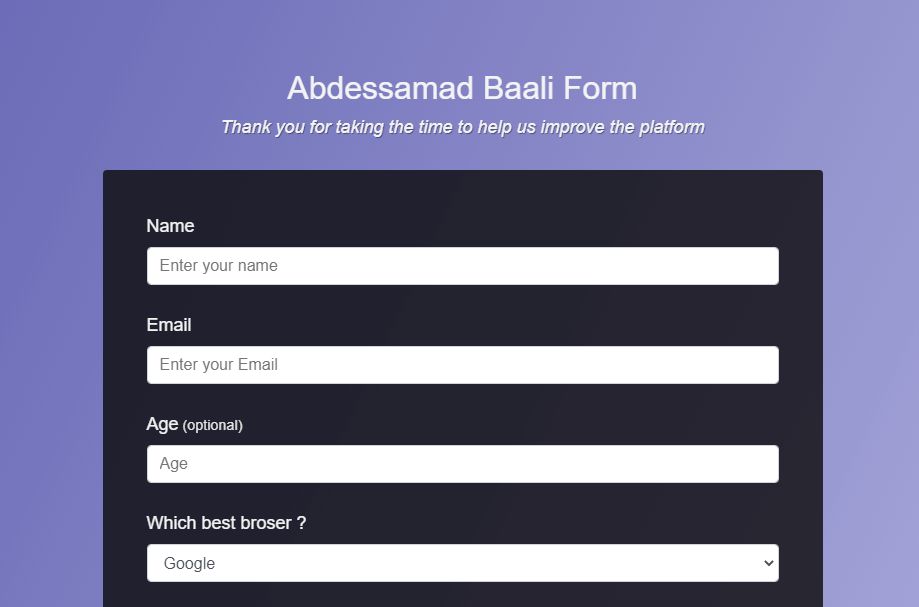 Abdessamad Baali Form
Thank you for taking the time to help us improve the platform
Name
Enter your name
Email
Enter your Email
Age (optional)
Age
Which best broser ?
Google